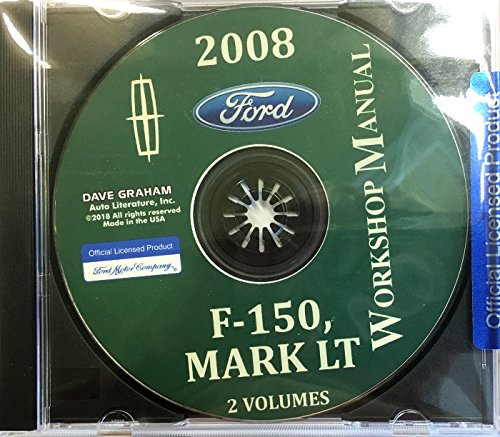 2008
Ford
WORKSHOP MANUAL
DAVE GRAHAM
Auto Literature, Inc.
©2018 All rights reserved
Made in the USA
Official Licensed Product
Ford Motor Company®
F-150,
MARK LT
2 VOLUMES
Official Licensed Product